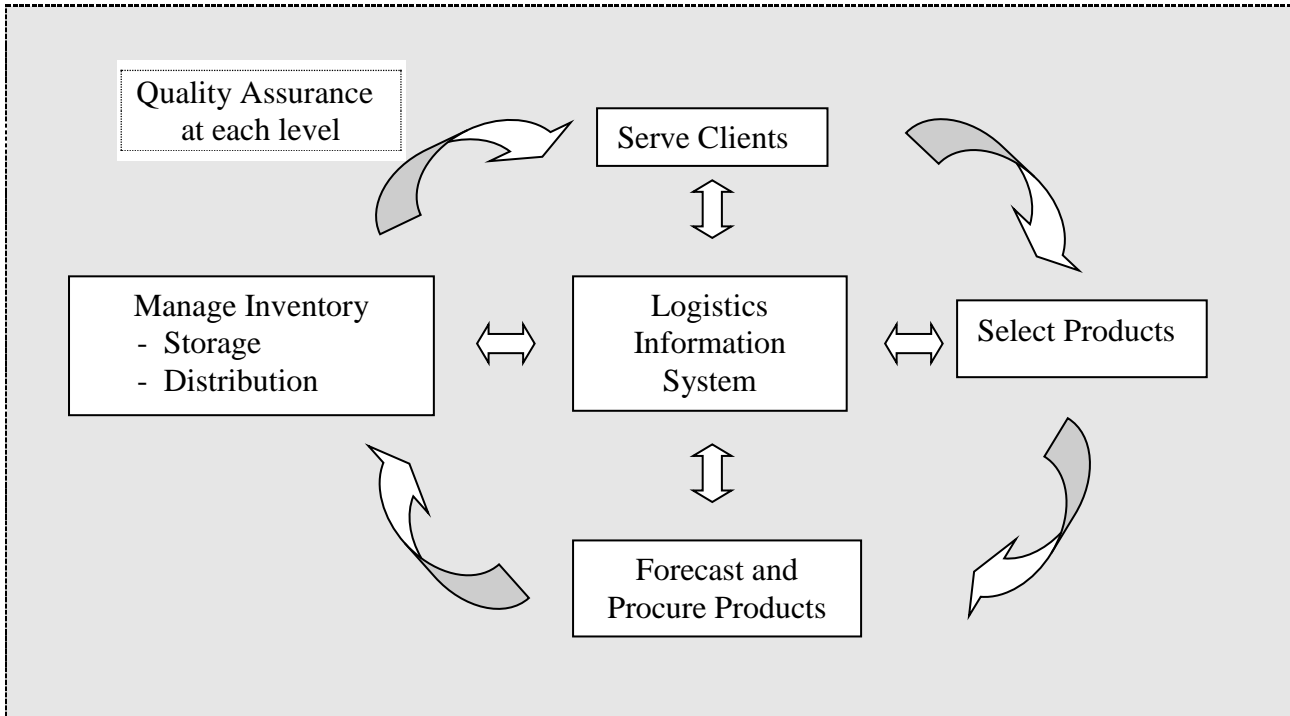 Quality Assurance
at each level
Serve Clients
Manage Inventory
- Storage
- Distribution
Logistics
Information
System
Select Products
Forecast and
Procure Products